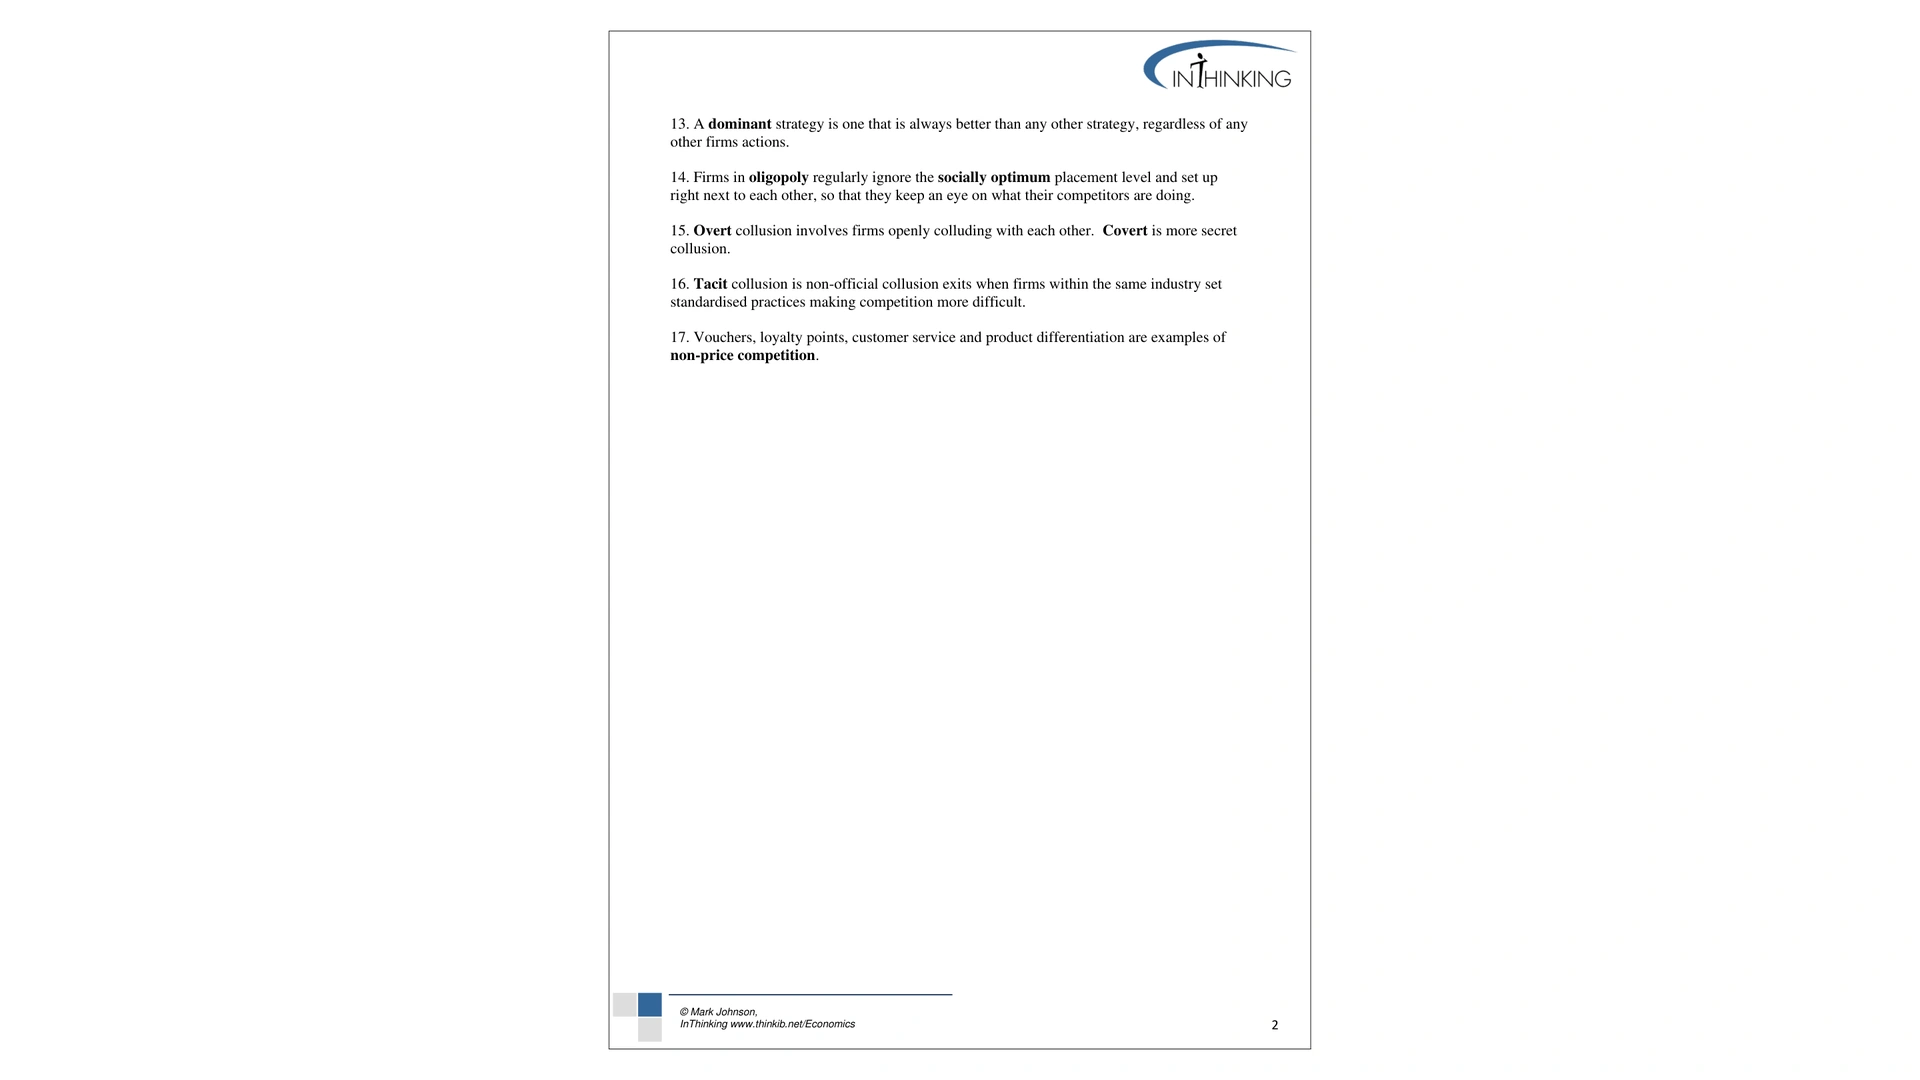 INTHINKING
13. A dominant strategy is one that is always better than any other strategy, regardless of any
other firms actions.
14. Firms in oligopoly regularly ignore the socially optimum placement level and set up
right next to each other, so that they keep an eye on what their competitors are doing.
15. Overt collusion involves firms openly colluding with each other.  Covert is more secret
collusion.
16. Tacit collusion is non-official collusion exits when firms within the same industry set
standardised practices making competition more difficult.
17. Vouchers, loyalty points, customer service and product differentiation are examples of
non-price competition.
© Mark Johnson,
InThinking www.thinkib.net/Economics
2